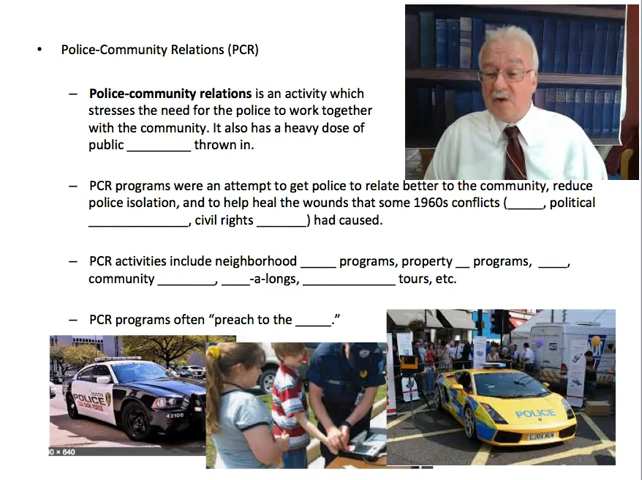 • Police-Community Relations (PCR)
– Police-community relations is an activity which
stresses the need for the police to work together
with the community. It also has a heavy dose of
public _________ thrown in.
– PCR programs were an attempt to get police to relate better to the community, reduce
police isolation, and to help heal the wounds that some 1960s conflicts (_____, political
______________, civil rights _______) had caused.
– PCR activities include neighborhood _____ programs, property __ programs, ____,
community ________, ____-a-longs, _____________ tours, etc.
– PCR programs often “preach to the _____.”
POLICE
42106
POLICE
0 × 640